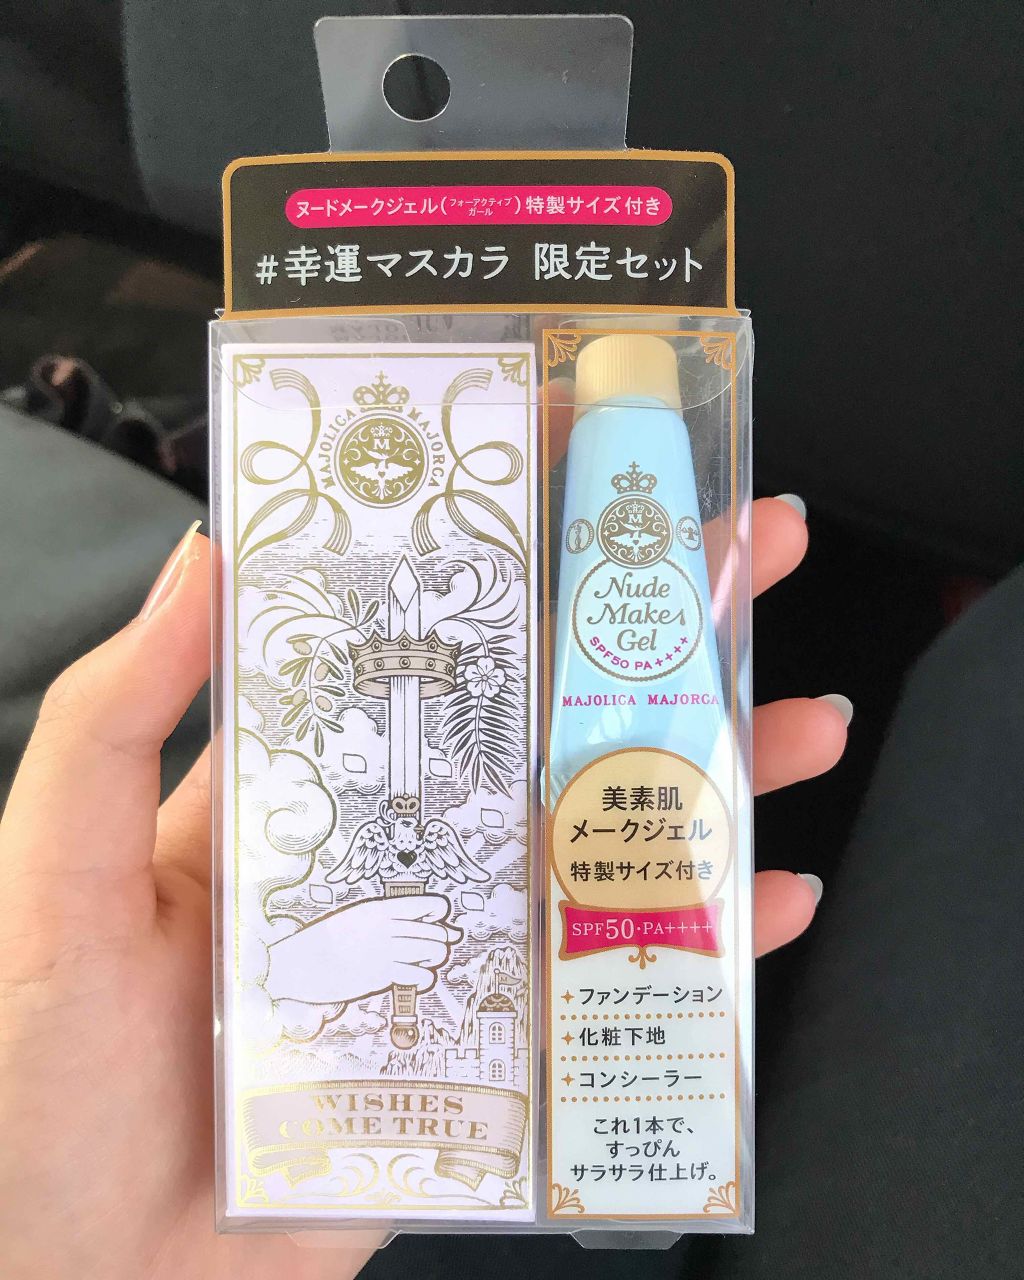 ヌードメークジェル(フォーアクティブガール)特製サイズ付き
#幸運マスカラ 限定セット
MAJOLICA MAJORCA
M
WISHES
COME TRUE
M
Nude
Make
Gel
SPF50 PA++++
MAJOLICA MAJORCA
美素肌
メークジェル
特製サイズ付き
SPF50・PA++++
ファンデーション
化粧下地
コンシーラー
これ1本で、
すっぴん
サラサラ仕上げ。